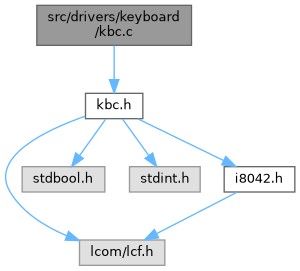 src/drivers/keyboard
/kbc.c
kbc.h
stdbool.h
stdint.h
i8042.h
lcom/lcf.h